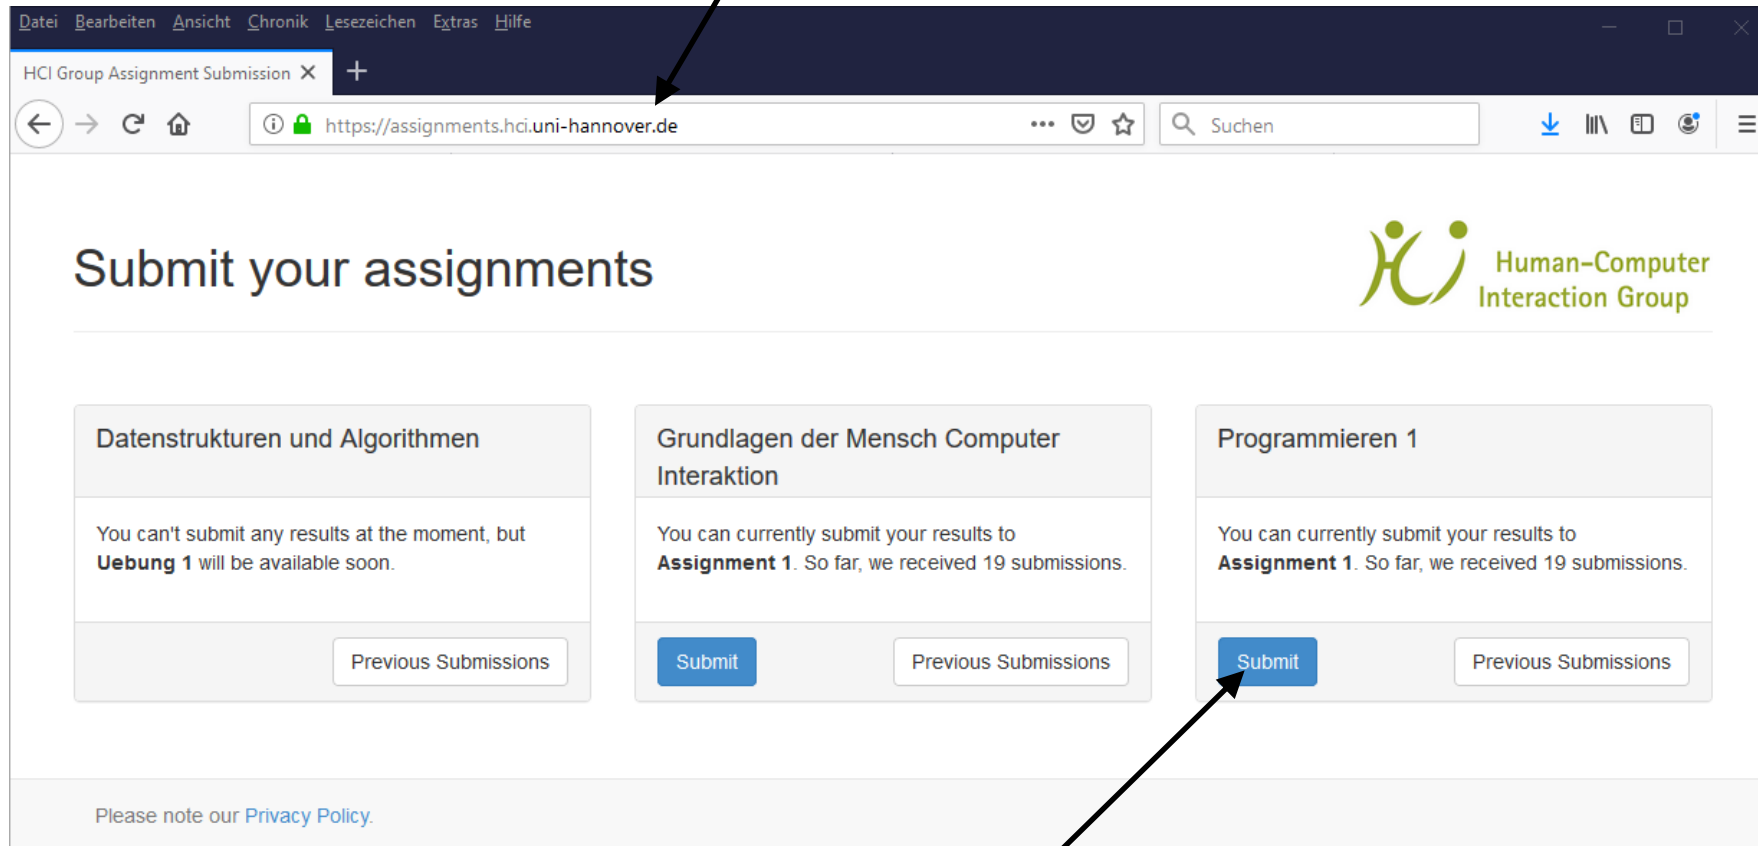 Datei Bearbeiten Ansicht Chronik Lesezeichen Extras Hilfe
HCI Group Assignment Submission
https://assignments.hci.uni-hannover.de
Suchen
Submit your assignments
Human-Computer
Interaction Group
Datenstrukturen und Algorithmen
You can't submit any results at the moment, but
Uebung 1 will be available soon.
Previous Submissions
Grundlagen der Mensch Computer
Interaktion
You can currently submit your results to
Assignment 1. So far, we received 19 submissions.
Submit
Previous Submissions
Programmieren 1
You can currently submit your results to
Assignment 1. So far, we received 19 submissions.
Submit
Previous Submissions
Please note our Privacy Policy.